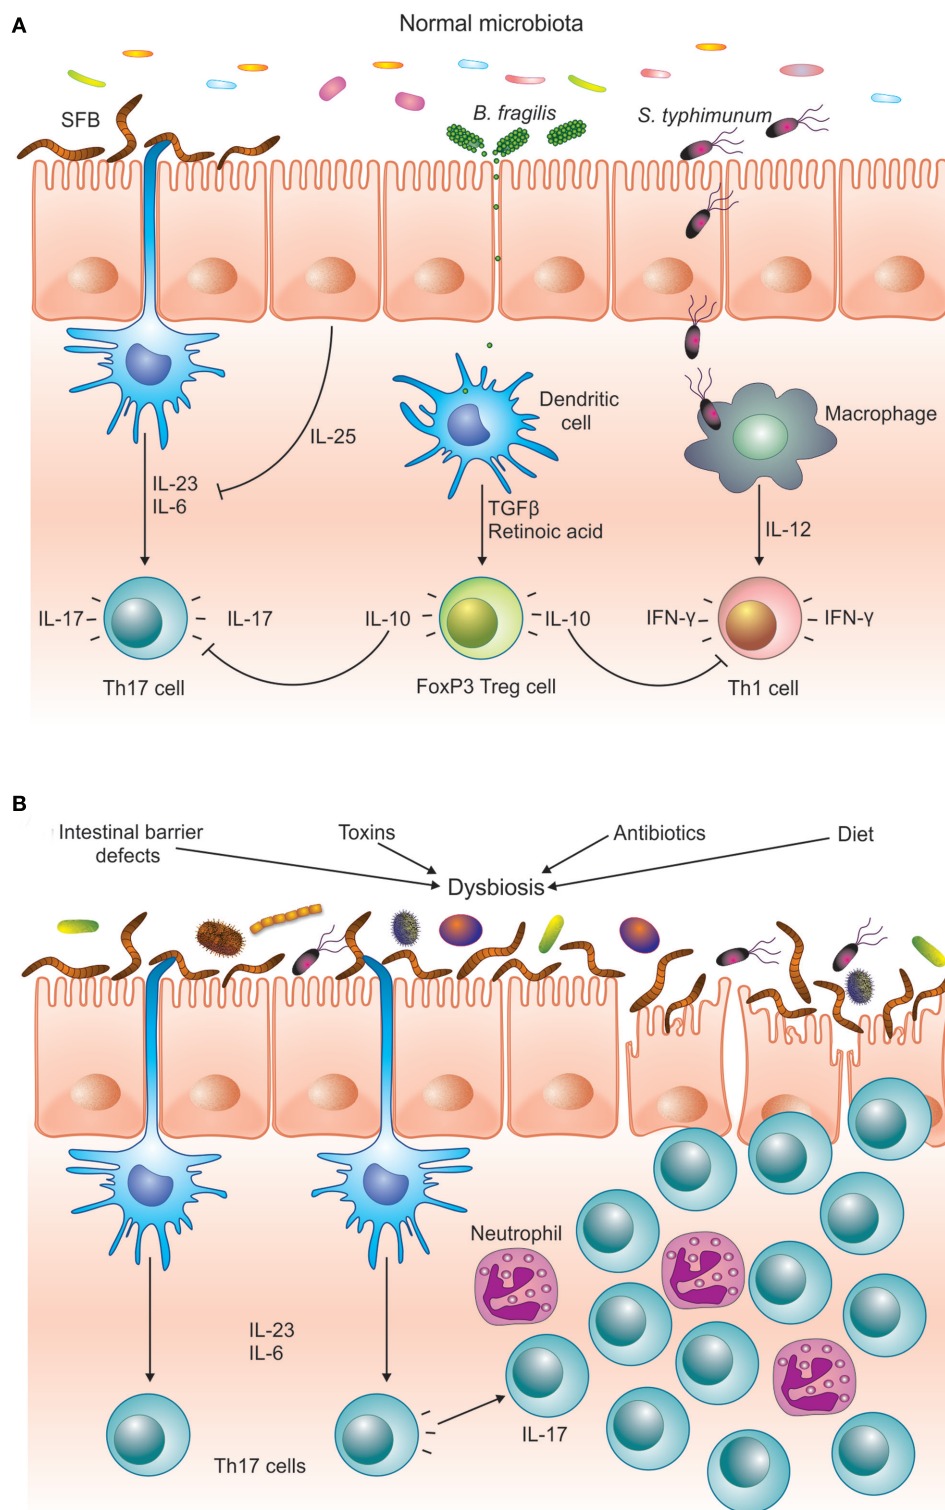 A
Normal microbiota
SFB
B. fragilis
S. typhimunum
Dendritic
cell
Macrophage
IL-25
IL-23
IL-6
TGFβ
Retinoic acid
IL-12
IL-17
IL-17
IL-10
IL-10
IFN-γ
IFN-γ
Th17 cell
FoxP3 Treg cell
Th1 cell
B
Intestinal barrier
defects
Toxins
Antibiotics
Diet
Dysbiosis
Neutrophil
IL-23
IL-6
IL-17
Th17 cells